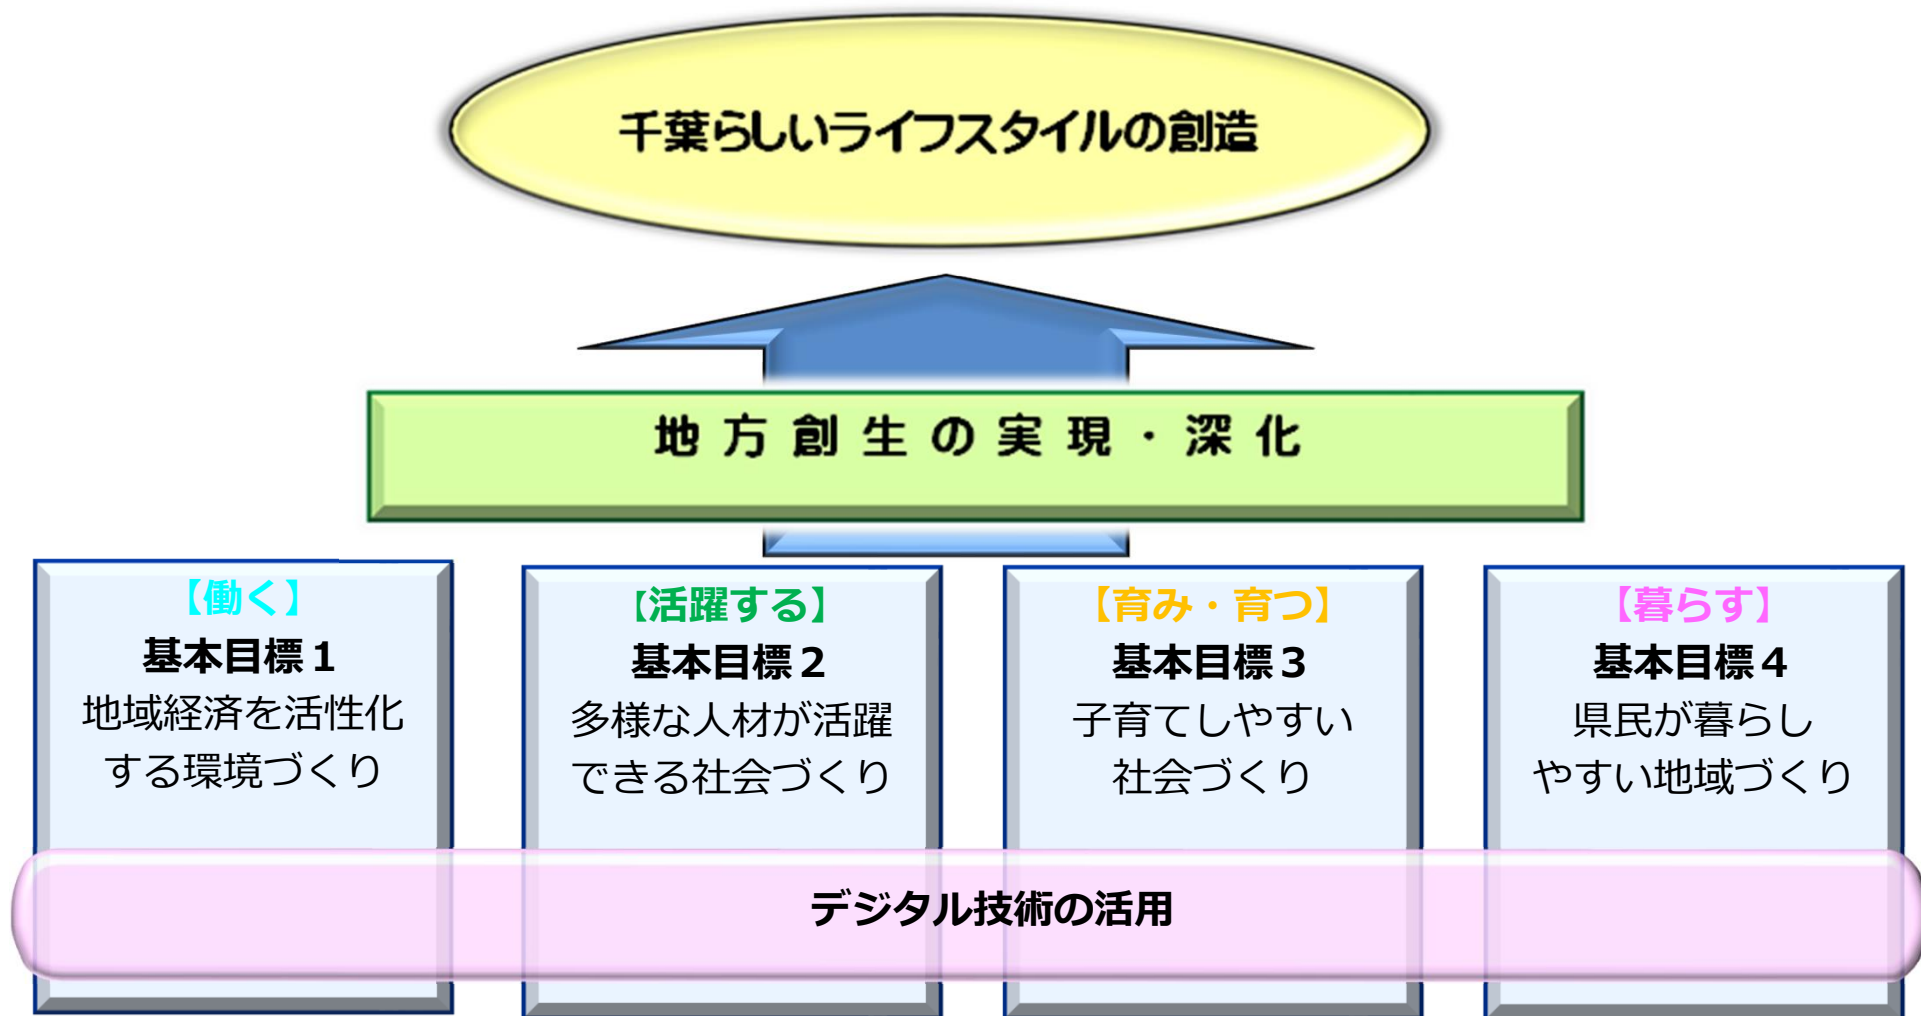 千葉らしいライフスタイルの創造
地方創生の実現・深化
【働く】
基本目標１
地域経済を活性化
する環境づくり
【活躍する】
基本目標２
多様な人材が活躍
できる社会づくり
【育み・育つ】
基本目標３
子育てしやすい
社会づくり
【暮らす】
基本目標４
県民が暮らし
やすい地域づくり
デジタル技術の活用